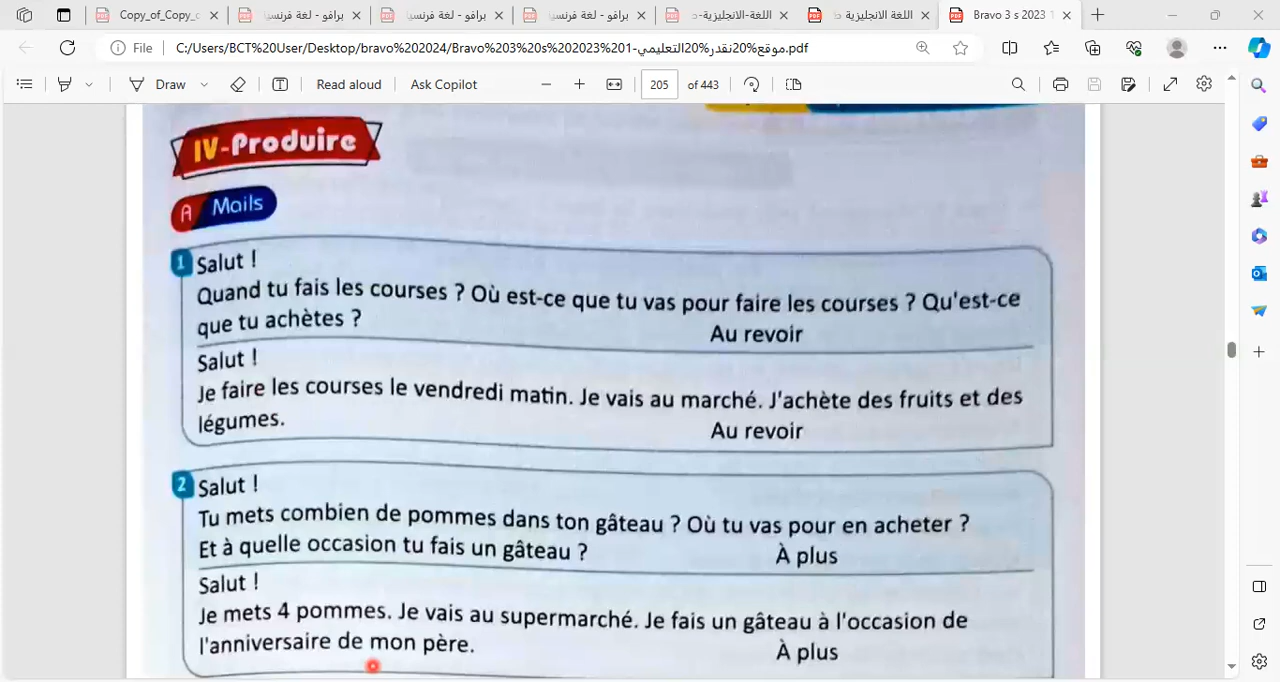 Copy_of_Copy_c
برافو - لغة فرنسيا
برافو - لغة فرنسيا
برافو - لغة فرنسيا
اللغة-الانجليزية-ص
اللغة الانجليزية ص
Bravo 3 s 2023 1
File
C:/Users/BCT%20User/Desktop/bravo%202024/Bravo%203%20s%202023%201-موقع%20نقدر%20التعليمي.pdf
Draw
Read aloud
Ask Copilot
205
of 443
IV-Produire
A Mails
1 Salut !
Quand tu fais les courses ? Où est-ce que tu vas pour faire les courses ? Qu'est-ce
que tu achètes ?
Au revoir
Salut !
Je faire les courses le vendredi matin. Je vais au marché. J'achète des fruits et des
légumes.
Au revoir
2 Salut !
Tu mets combien de pommes dans ton gâteau ? Où tu vas pour en acheter ?
Et à quelle occasion tu fais un gâteau ?
À plus
Salut !
Je mets 4 pommes. Je vais au supermarché. Je fais un gâteau à l'occasion de
l'anniversaire de mon père.
À plus